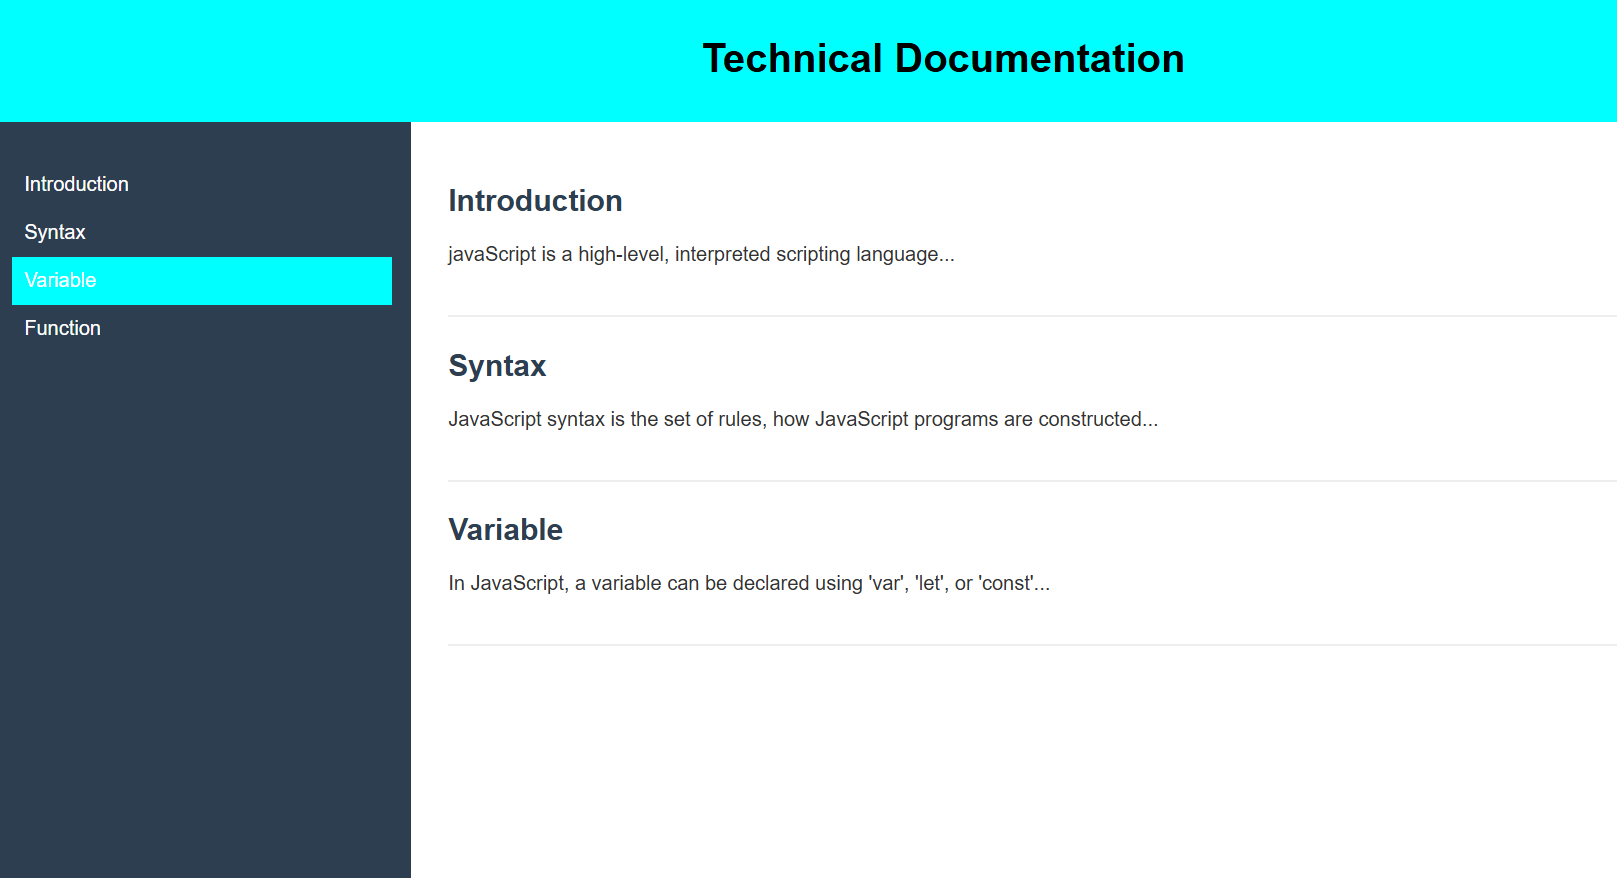 Technical Documentation
Introduction
Syntax
Variable
Function
Introduction
javaScript is a high-level, interpreted scripting language...
Syntax
JavaScript syntax is the set of rules, how JavaScript programs are constructed...
Variable
In JavaScript, a variable can be declared using 'var', 'let', or 'const'...